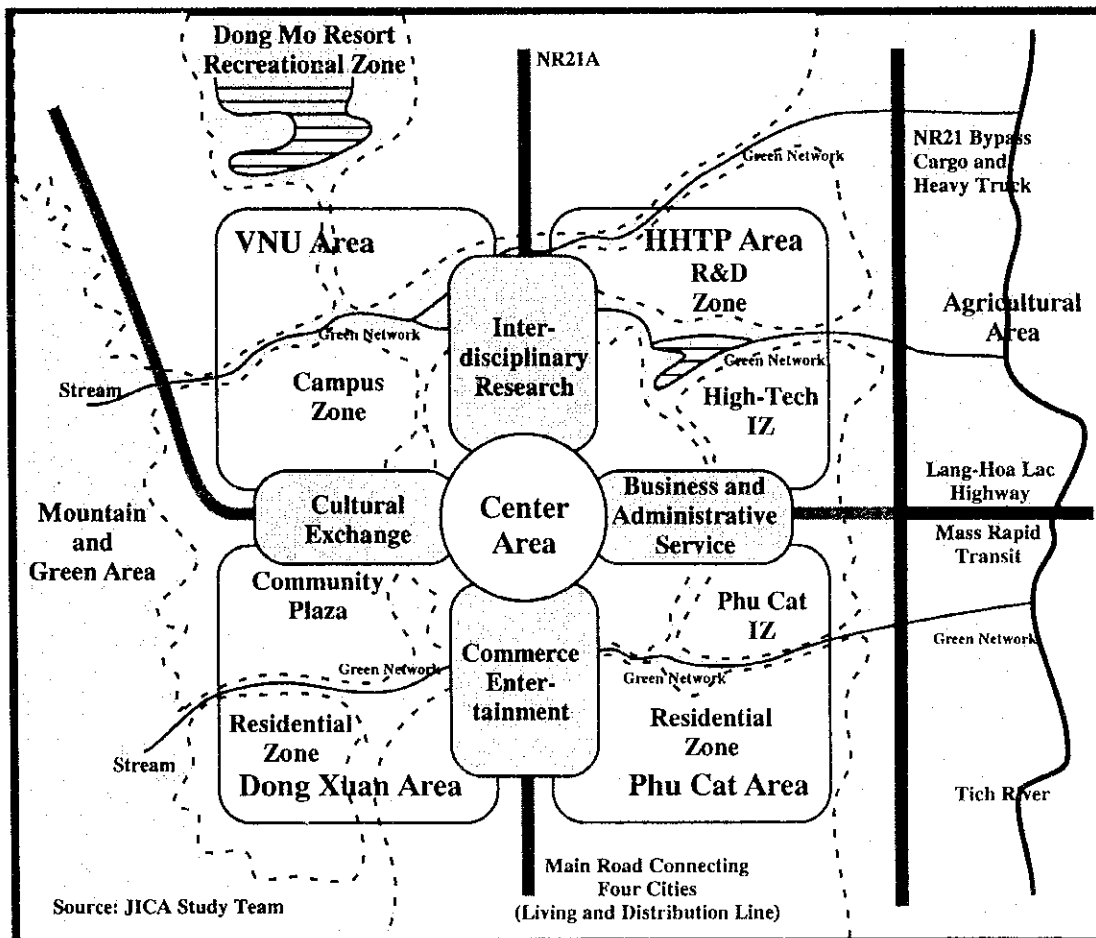 Dong Mo Resort
Recreational Zone
NR21A
NR21 Bypass
Cargo and
Heavy Truck
Green Network
VNU Area
HHTP Area
R&D
Zone
Agricultural
Area
Inter-
disciplinary
Research
Green Network
Green Network
Stream
Campus
Zone
High-Tech
IZ
Lang-Hoa Lac
Highway
Mass Rapid
Transit
Mountain
and
Green Area
Cultural
Exchange
Center
Area
Business and
Administrative
Service
Community
Plaza
Phu Cat
IZ
Green Network
Green Network
Green Network
Commerce
Enter-
tainment
Residential
Zone
Residential
Zone
Stream
Dong Xuan Area
Phu Cat Area
Tich River
Main Road Connecting
Four Cities
(Living and Distribution Line)
Source: JICA Study Team